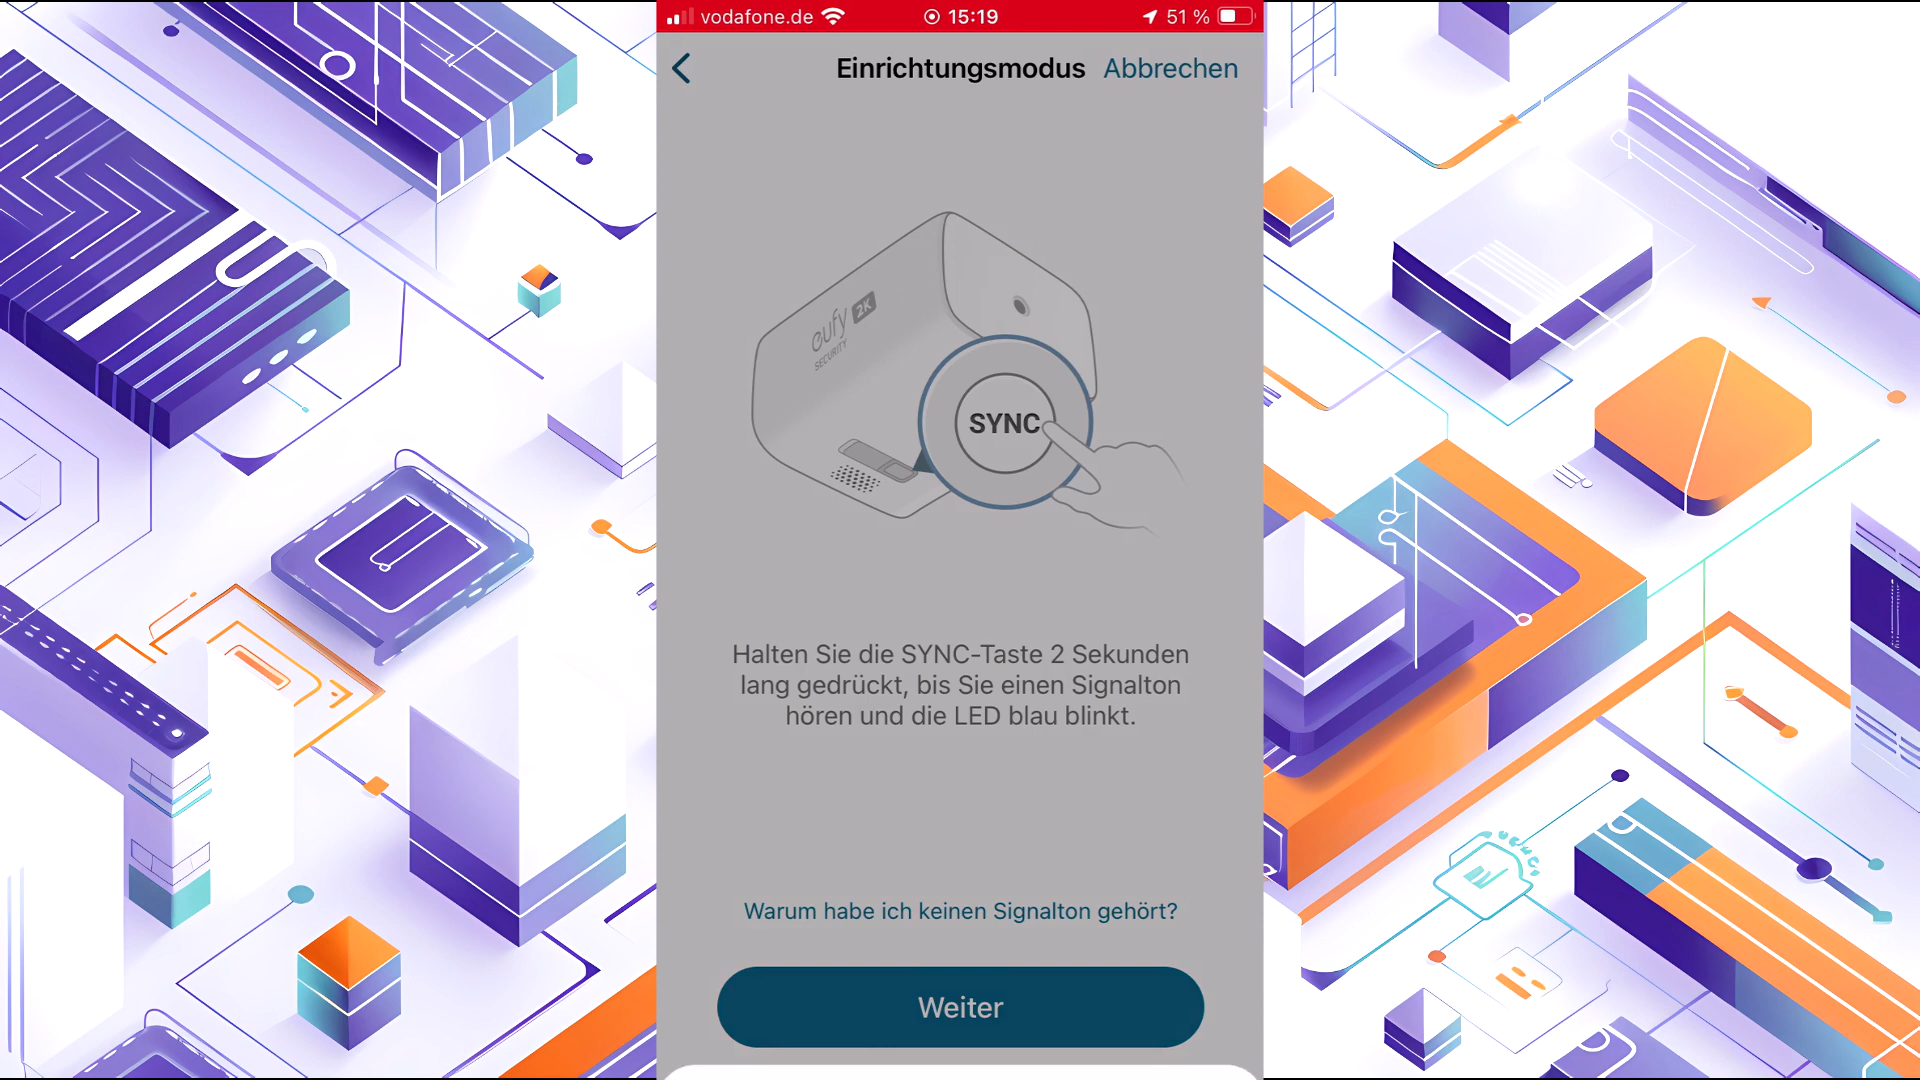 vodafone.de 15:19 51 %
Einrichtungsmodus Abbrechen
eufy 2K
SECURITY
SYNC
Halten Sie die SYNC-Taste 2 Sekunden
lang gedrückt, bis Sie einen Signalton
hören und die LED blau blinkt.
Warum habe ich keinen Signalton gehört?
Weiter